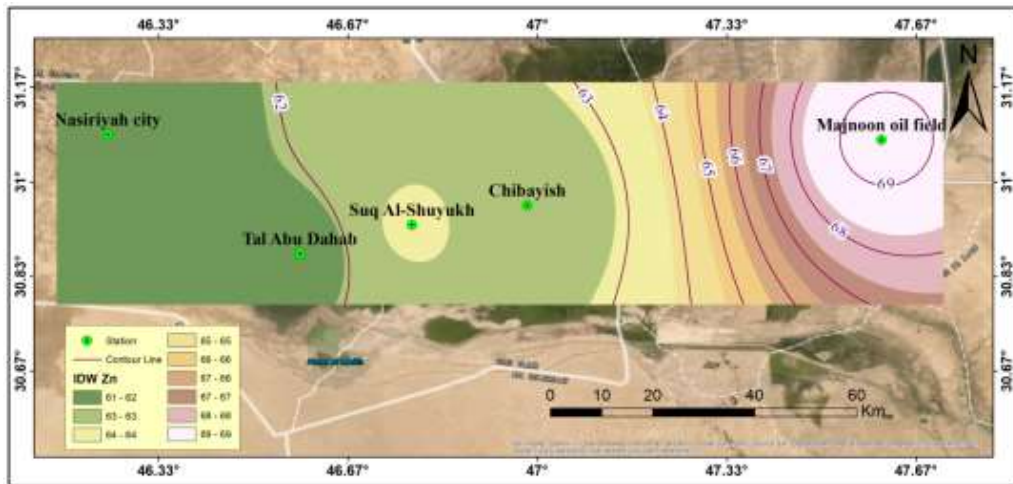 46.33° 46.67° 47° 47.33° 47.67°
31.17° 31.17°
N
Nasiriyah city
Majnoon oil field
62 63 64 65 66 67 68 69
31° 31°
Chibayish
Suq Al-Shuyukh
Tal Abu Dahab
30.83° 30.83°
Station
Contour Line
IDW Zn
61 - 62
63 - 63
64 - 64
65 - 65
66 - 66
67 - 66
67 - 67
68 - 68
69 - 69
30.67° 30.67°
0 10 20 40 60
Km
46.33° 46.67° 47° 47.33° 47.67°